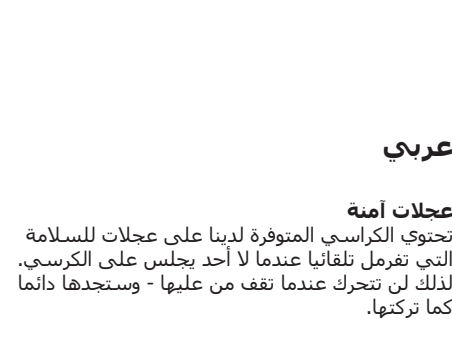 عربي
عجلات آمنة
تحتوي الكراسي المتوفرة لدينا على عجلات للسلامة
التي تفرمل تلقائيا عندما لا أحد يجلس على الكرسي.
لذلك لن تتحرك عندما تقف من عليها - وستجدها دائما
كما تركتها.